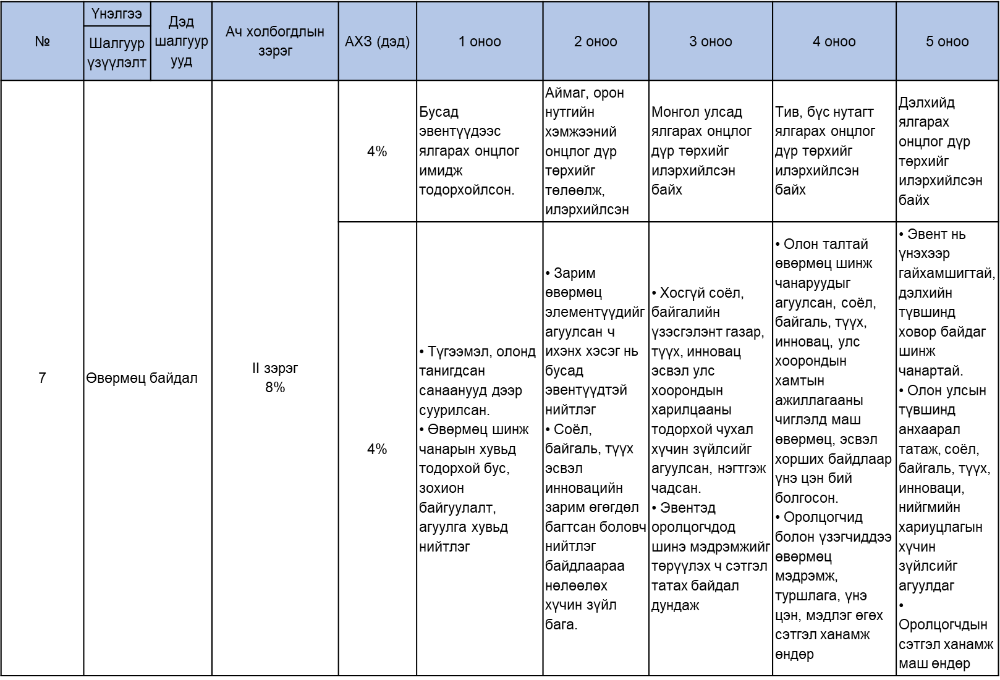 №
Үнэлгээ
Шалгуур
үзүүлэлт
Дэд
шалгуур
ууд
Ач холбогдлын
зэрэг
АХЗ (дэд)
1 оноо
2 оноо
3 оноо
4 оноо
5 оноо
7
Өвөрмөц байдал
II зэрэг
8%
4%
Бусад
эвентүүдээс
ялгарах онцлог
имидж
тодорхойлсон.
Аймаг, орон
нутгийн
хэмжээний
онцлог дүр
төрхийг
төлөөлж,
илэрхийлсэн
Монгол улсад
ялгарах онцлог
дүр төрхийг
илэрхийлсэн
байх
Тив, бүс нутагт
ялгарах онцлог
дүр төрхийг
илэрхийлсэн
байх
Дэлхийд
ялгарах
онцлог дүр
төрхийг
илэрхийлсэн
байх
4%
• Түгээмэл, олонд
танигдсан
санаанууд дээр
суурилсан.
• Өвөрмөц шинж
чанарын хувьд
тодорхой бус,
зохион
байгуулалт,
агуулга хувьд
нийтлэг
• Зарим
өвөрмөц
элементүүдийг
агуулсан ч
ихэнх хэсэг нь
бусад
эвентүүдтэй
нийтлэг
• Соёл,
байгаль, түүх
эсвэл
инновацийн
зарим өгөгдөл
багтсан боловч
нийтлэг
байдлаараа
нөлөөлөх
хүчин зүйл
бага.
• Хосгүй соёл,
байгалийн
үзэсгэлэнт газар,
түүх, инновац
эсвэл улс
хоорондын
харилцааны
тодорхой чухал
хүчин зүйлсийг
агуулсан, нэгтгэж
чадсан.
• Эвентэд
оролцогчдод
шинэ мэдрэмжийг
төрүүлэх ч сэтгэл
татах байдал
дундаж
• Олон талтай
өвөрмөц шинж
чанаруудыг
агуулсан, соёл,
байгаль, түүх,
инновац, улс
хоорондын
хамтын
ажиллагааны
чиглэлд маш
өвөрмөц, эсвэл
хорших байдлаар
үнэ цэн бий
болгосон.
• Оролцогчид
болон үзэгчиддээ
өвөрмөц
мэдрэмж,
туршлага, үнэ
цэн, мэдлэг өгөх
сэтгэл ханамж
өндөр
• Эвент нь
үнэхээр
гайхамшигтай,
дэлхийн
түвшинд
ховор байдаг
шинж
чанартай.
• Олон улсын
түвшинд
анхаарал
татаж, соёл,
байгаль, түүх,
инноваци,
нийгмийн
хариуцлагын
хүчин
зүйлсийг
агуулдаг
•
Оролцогчдын
сэтгэл ханамж
маш өндөр